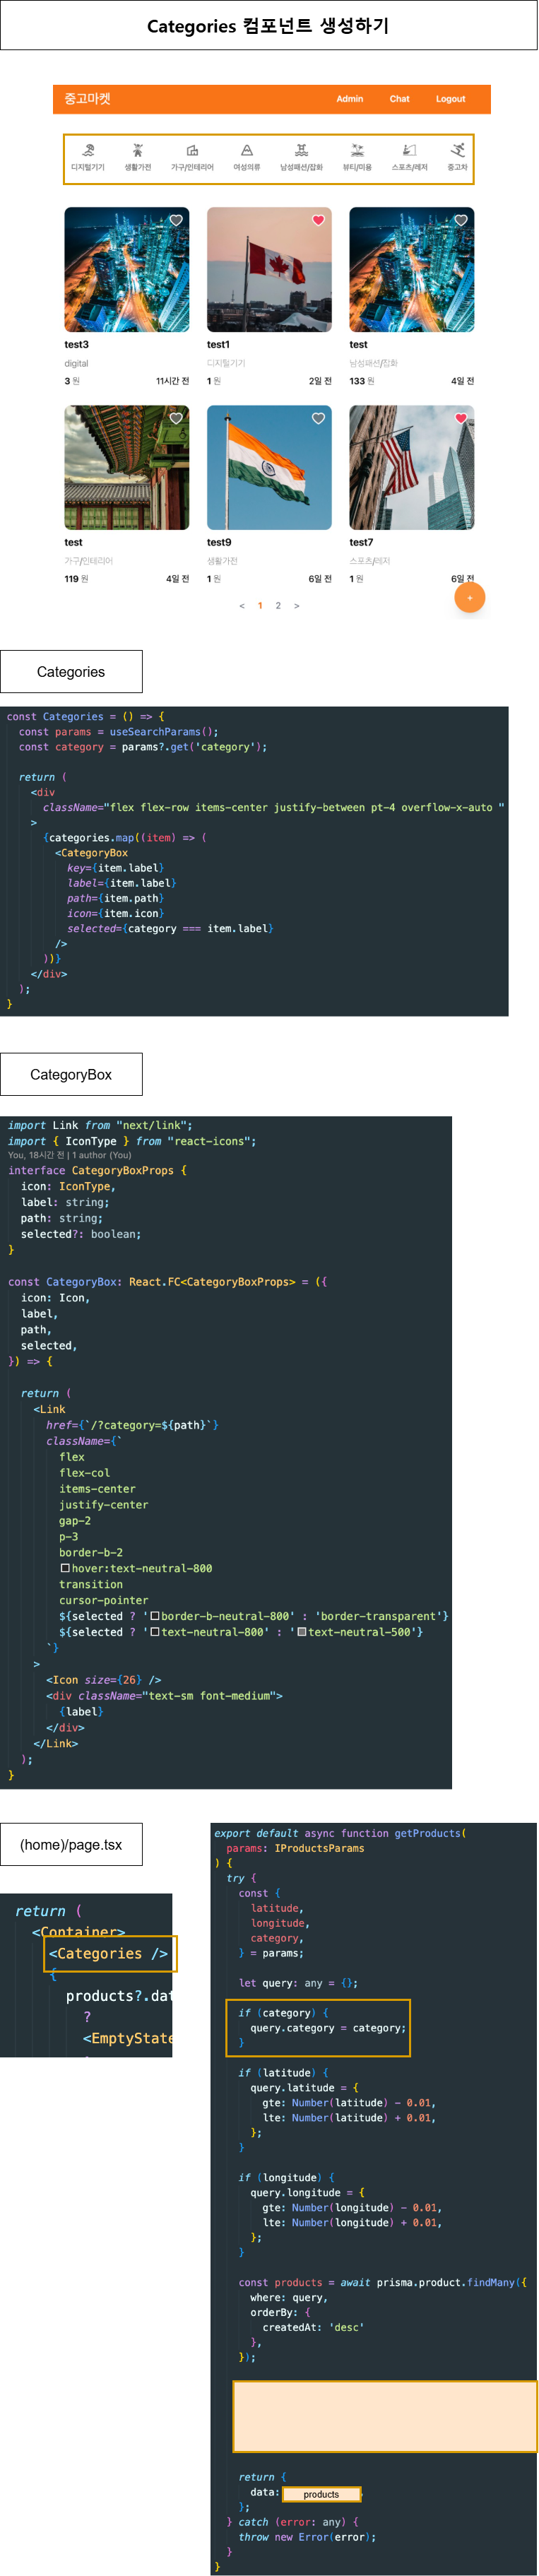 Categories 컴포넌트 생성하기
중고마켓 Admin Chat Logout
디지털기기 생활가전 가구/인테리어 여성의류 남성패션/잡화 뷰티/미용 스포츠/레저 중고차
test3 test1 test
digital 디지털기기 남성패션/잡화
3 원 11시간 전 1 원 2일 전 133 원 4일 전
test test9 test7
가구/인테리어 생활가전 스포츠/레저
119 원 4일 전 1 원 6일 전 1 원 6일 전
+
< 1 2 >
Categories
const Categories = () => {
const params = useSearchParams();
const category = params?.get('category');
return (
<div
className="flex flex-row items-center justify-between pt-4 overflow-x-auto "
>
{categories.map((item) => (
<CategoryBox
key={item.label}
label={item.label}
path={item.path}
icon={item.icon}
selected={category === item.label}
/>
))}
</div>
);
}
CategoryBox
import Link from "next/link";
import { IconType } from "react-icons";
You, 18시간 전 | 1 author (You)
interface CategoryBoxProps {
icon: IconType,
label: string;
path: string;
selected?: boolean;
}
const CategoryBox: React.FC<CategoryBoxProps> = ({
icon: Icon,
label,
path,
selected,
}) => {
return (
<Link
href={`/?category=${path}`}
className={`
flex
flex-col
items-center
justify-center
gap-2
p-3
border-b-2
hover:text-neutral-800
transition
cursor-pointer
${selected ? 'border-b-neutral-800' : 'border-transparent'}
${selected ? 'text-neutral-800' : 'text-neutral-500'}
`}
>
<Icon size={26} />
<div className="text-sm font-medium">
{label}
</div>
</Link>
);
}
(home)/page.tsx
return (
<Container>
<Categories />
{
products?.dat
?
<EmptyState
export default async function getProducts(
params: IProductsParams
) {
try {
const {
latitude,
longitude,
category,
} = params;
let query: any = {};
if (category) {
query.category = category;
}
if (latitude) {
query.latitude = {
gte: Number(latitude) - 0.01,
lte: Number(latitude) + 0.01,
};
}
if (longitude) {
query.longitude = {
gte: Number(longitude) - 0.01,
lte: Number(longitude) + 0.01,
};
}
const products = await prisma.product.findMany({
where: query,
orderBy: {
createdAt: 'desc'
},
});
return {
data: products
};
} catch (error: any) {
throw new Error(error);
}
}